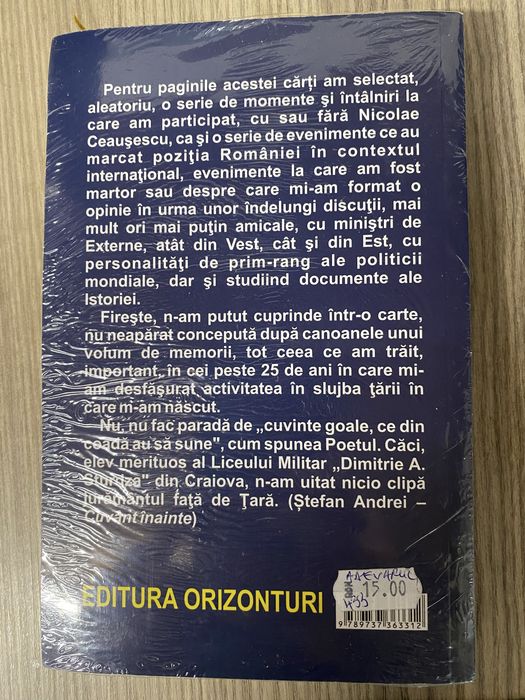 Pentru paginile acestei cărţi am selectat,
aleatoriu, o serie de momente şi întâlniri la
care am participat, cu sau fără Nicolae
Ceauşescu, ca şi o serie de evenimente ce au
marcat poziţia României în contextul
internaţional, evenimente la care am fost
martor sau despre care mi-am format o
opinie în urma unor îndelungi discuţii, mai
mult ori mai puţin amicale, cu miniştri de
Externe, atât din Vest, cât şi din Est, cu
personalităţi de prim-rang ale politicii
mondiale, dar şi studiind documente ale
Istoriei.
Fireşte, n-am putut cuprinde într-o carte,
nu neapărat concepută după canoanele unui
volum de memorii, tot ceea ce am trăit,
important, în cei peste 25 de ani în care mi-
am desfăşurat activitatea în slujba ţării în
care m-am născut.
Nu, nu fac paradă de „cuvinte goale, ce din
coadă au să sune", cum spunea Poetul. Căci,
elev merituos al Liceului Militar „Dimitrie A.
Sturdza" din Craiova, n-am uitat nicio clipă
jurământul faţă de Ţară. (Ştefan Andrei –
Cuvânt înainte)
EDITURA ORIZONTURI
ADEVARUL
15.00
433
9789737363312